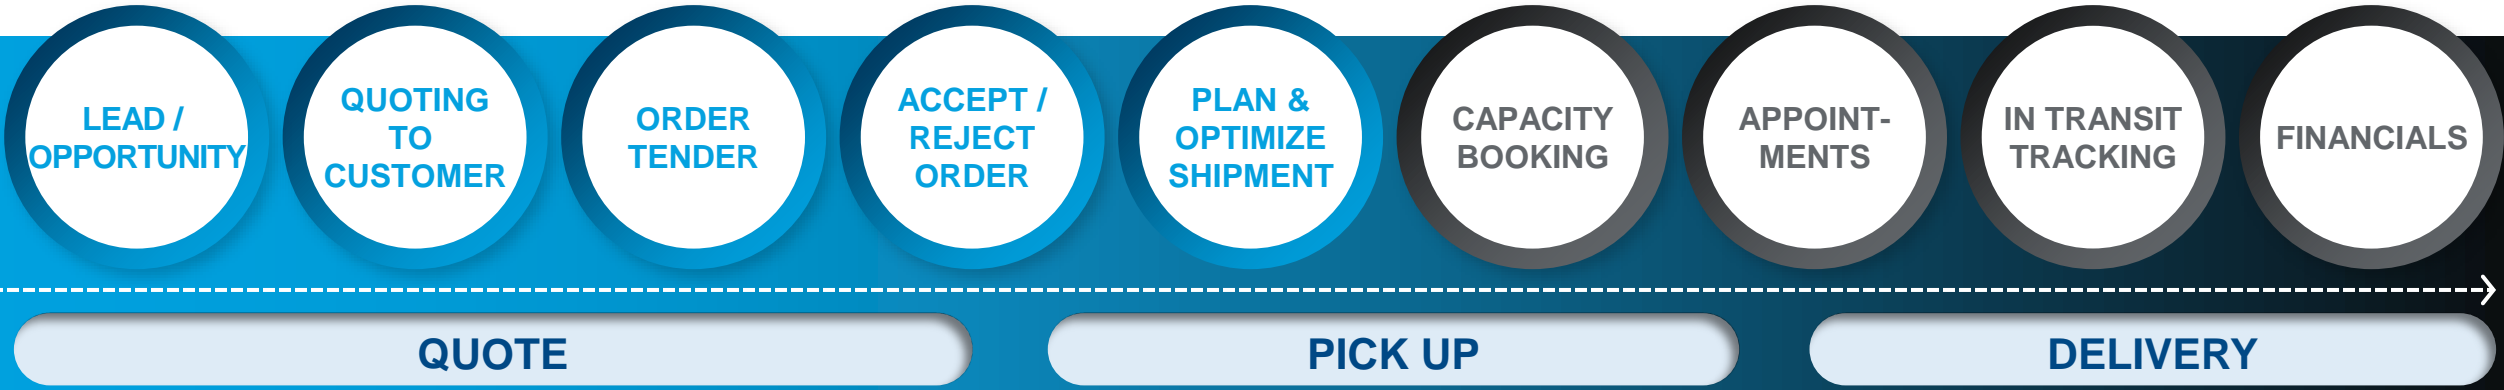 LEAD /
OPPORTUNITY
QUOTING
TO
CUSTOMER
ORDER
TENDER
ACCEPT /
REJECT
ORDER
PLAN &
OPTIMIZE
SHIPMENT
CAPACITY
BOOKING
APPOINT-
MENTS
IN TRANSIT
TRACKING
FINANCIALS
QUOTE
PICK UP
DELIVERY